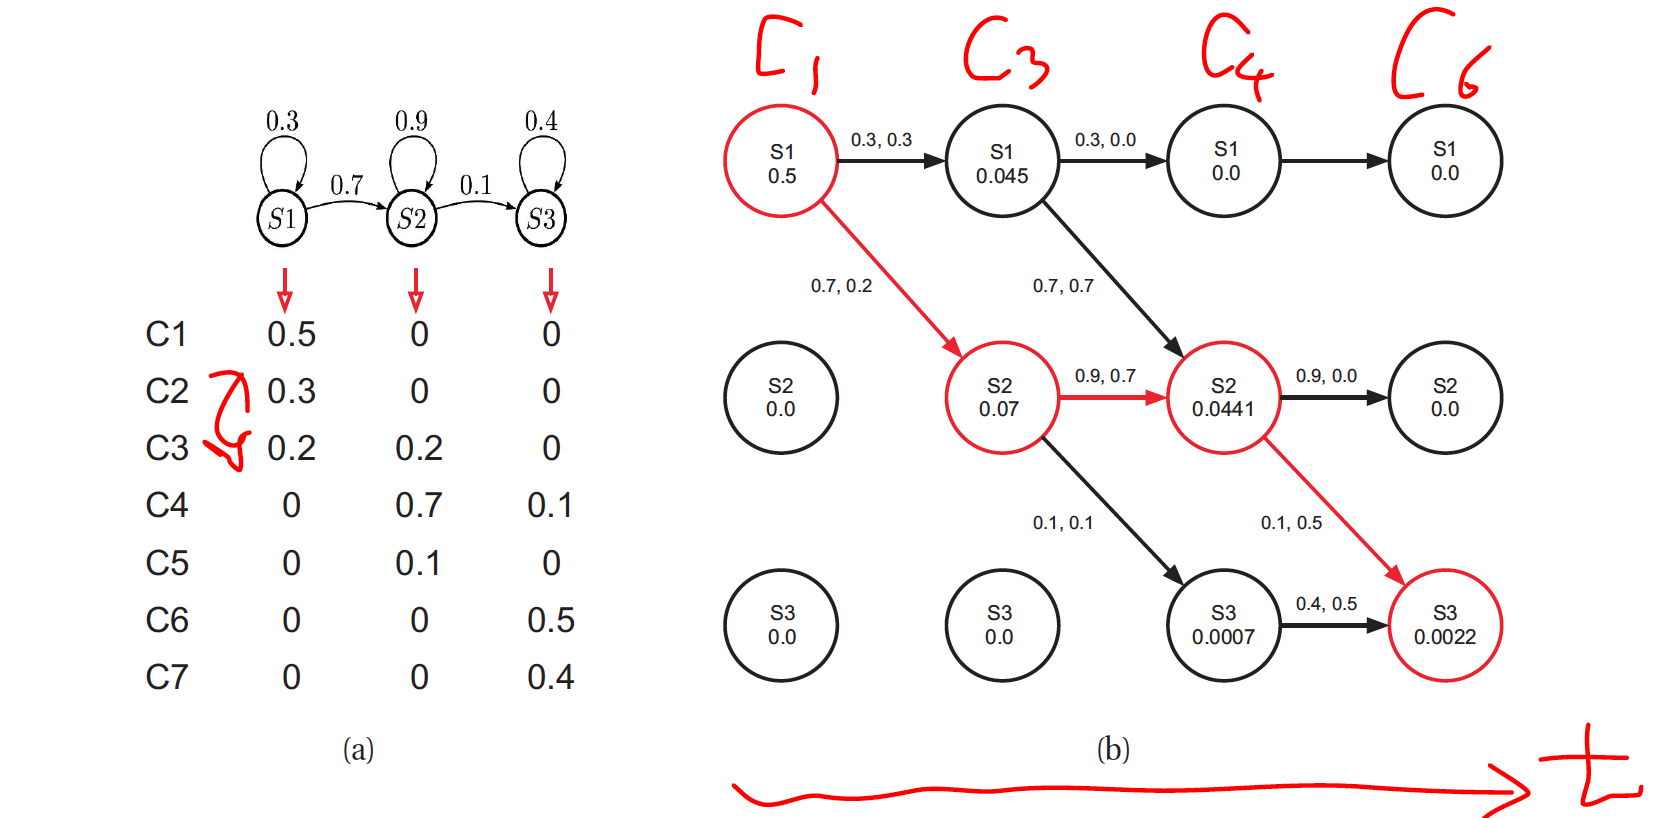 C1 C3 C4 C6
0.3 0.9 0.4
0.7 0.1
S1 S2 S3
C1 0.5 0 0
C2 0.3 0 0
C3 0.2 0.2 0
C4 0 0.7 0.1
C5 0 0.1 0
C6 0 0 0.5
C7 0 0 0.4
(a)
S1 0.3, 0.3 S1 0.3, 0.0 S1 S1
0.5 0.045 0.0 0.0
0.7, 0.2 0.7, 0.7
S2 S2 0.9, 0.7 S2 0.9, 0.0 S2
0.0 0.07 0.0441 0.0
0.1, 0.1 0.1, 0.5
S3 S3 S3 0.4, 0.5 S3
0.0 0.0 0.0007 0.0022
(b)
t